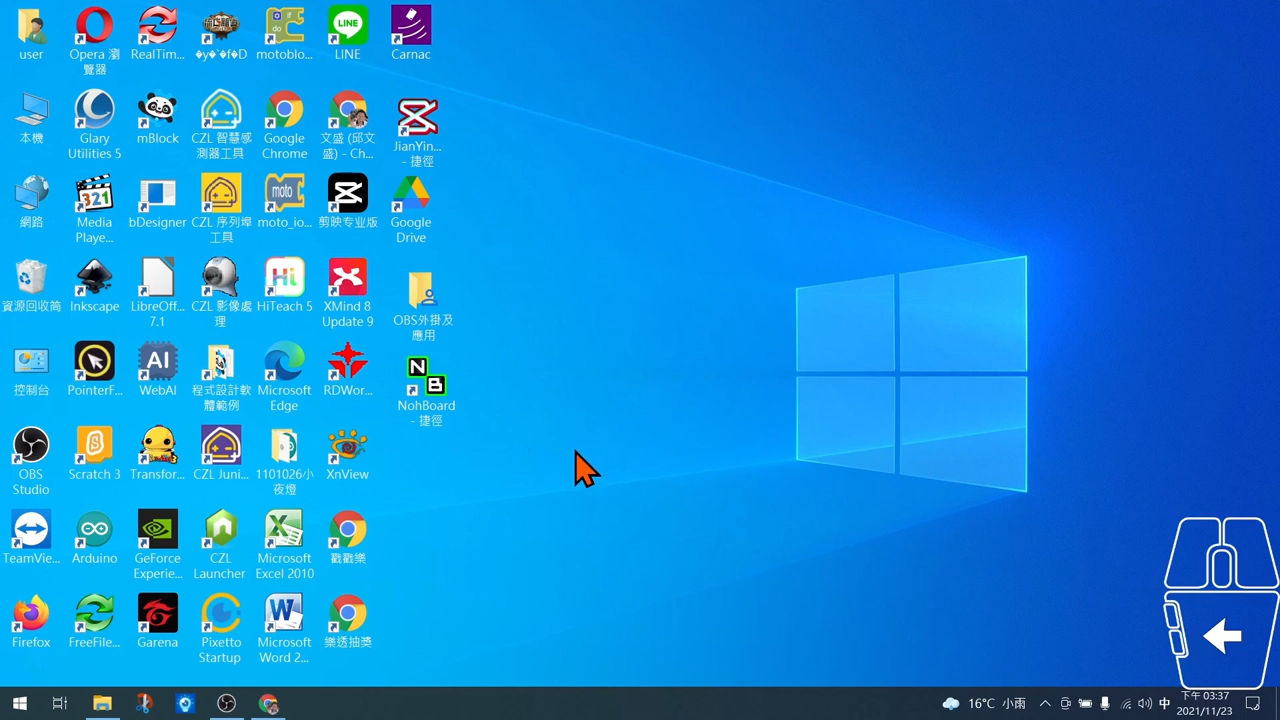 user
Opera 瀏
覽器
RealTim...
motoblo...
LINE
Carnac
本機
Glary
Utilities 5
mBlock
CZL 智慧感
測器工具
Google
Chrome
文盛 (邱文
盛) - Ch...
JianYin...
- 捷徑
網路
Media
Playe...
bDesigner
CZL 序列埠
工具
moto_io...
剪映专业版
Google
Drive
資源回收筒
Inkscape
LibreOff...
7.1
CZL 影像處
理
HiTeach 5
XMind 8
Update 9
OBS外掛及
應用
控制台
PointerF...
WebAI
程式設計軟
體範例
Microsoft
Edge
RDWor...
NohBoard
- 捷徑
OBS
Studio
Scratch 3
Transfor...
CZL Juni...
1101026小
夜燈
XnView
TeamVie...
Arduino
GeForce
Experie...
CZL
Launcher
Microsoft
Excel 2010
戳戳樂
Firefox
FreeFile...
Garena
Pixetto
Startup
Microsoft
Word 2...
樂透抽獎
16°C 小雨
中
下午 03:37
2021/11/23